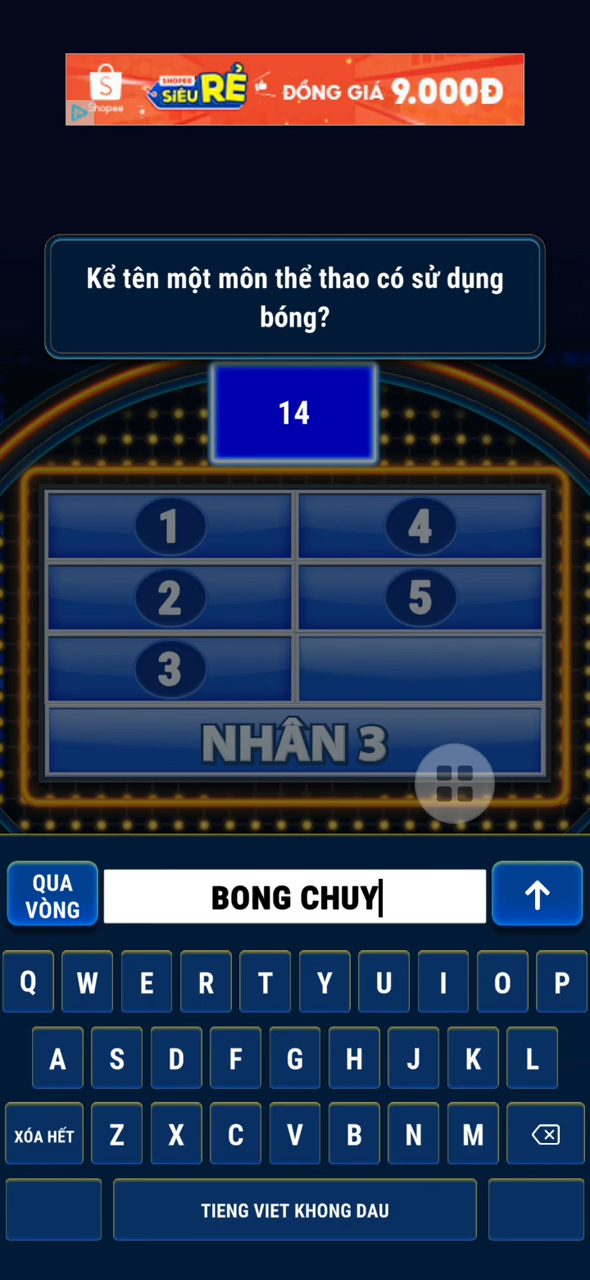 Shopee
SHOPEE
SIÊU RẺ
ĐỒNG GIÁ 9.000Đ
Kể tên một môn thể thao có sử dụng
bóng?
14
1
4
2
5
3
NHÂN 3
QUA
VÒNG
BONG CHUY
Q W E R T Y U I O P
A S D F G H J K L
XÓA HẾT Z X C V B N M
TIENG VIET KHONG DAU